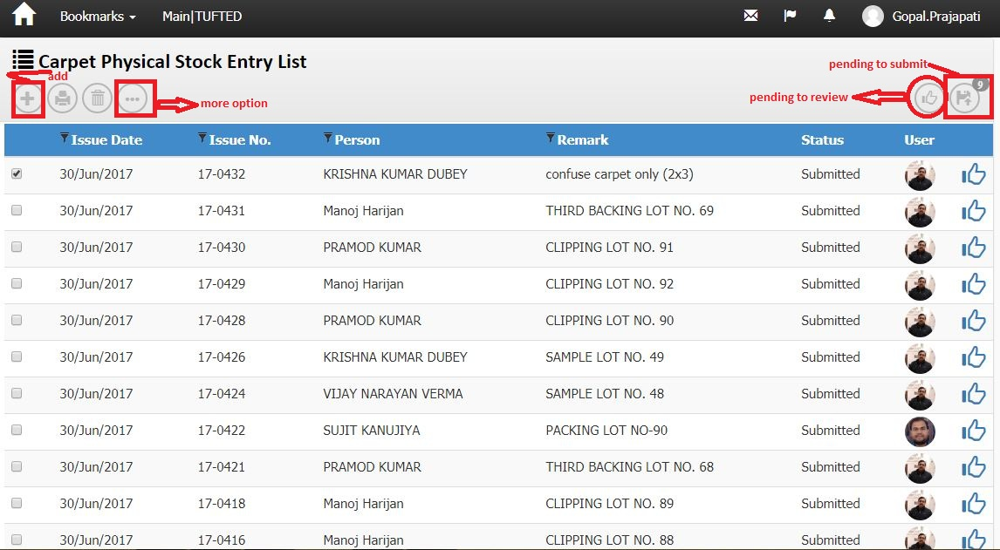 Bookmarks Main|TUFTED Gopal.Prajapati
Carpet Physical Stock Entry List
pending to submit
add
9
more option
pending to review
Issue Date Issue No. Person Remark Status User
30/Jun/2017 17-0432 KRISHNA KUMAR DUBEY confuse carpet only (2x3) Submitted
30/Jun/2017 17-0431 Manoj Harijan THIRD BACKING LOT NO. 69 Submitted
30/Jun/2017 17-0430 PRAMOD KUMAR CLIPPING LOT NO. 91 Submitted
30/Jun/2017 17-0429 Manoj Harijan CLIPPING LOT NO. 92 Submitted
30/Jun/2017 17-0428 PRAMOD KUMAR CLIPPING LOT NO. 90 Submitted
30/Jun/2017 17-0426 KRISHNA KUMAR DUBEY SAMPLE LOT NO. 49 Submitted
30/Jun/2017 17-0424 VIJAY NARAYAN VERMA SAMPLE LOT NO. 48 Submitted
30/Jun/2017 17-0422 SUJIT KANUJIYA PACKING LOT NO-90 Submitted
30/Jun/2017 17-0421 PRAMOD KUMAR THIRD BACKING LOT NO. 68 Submitted
30/Jun/2017 17-0418 Manoj Harijan CLIPPING LOT NO. 89 Submitted
30/Jun/2017 17-0416 Manoj Harijan CLIPPING LOT NO. 88 Submitted